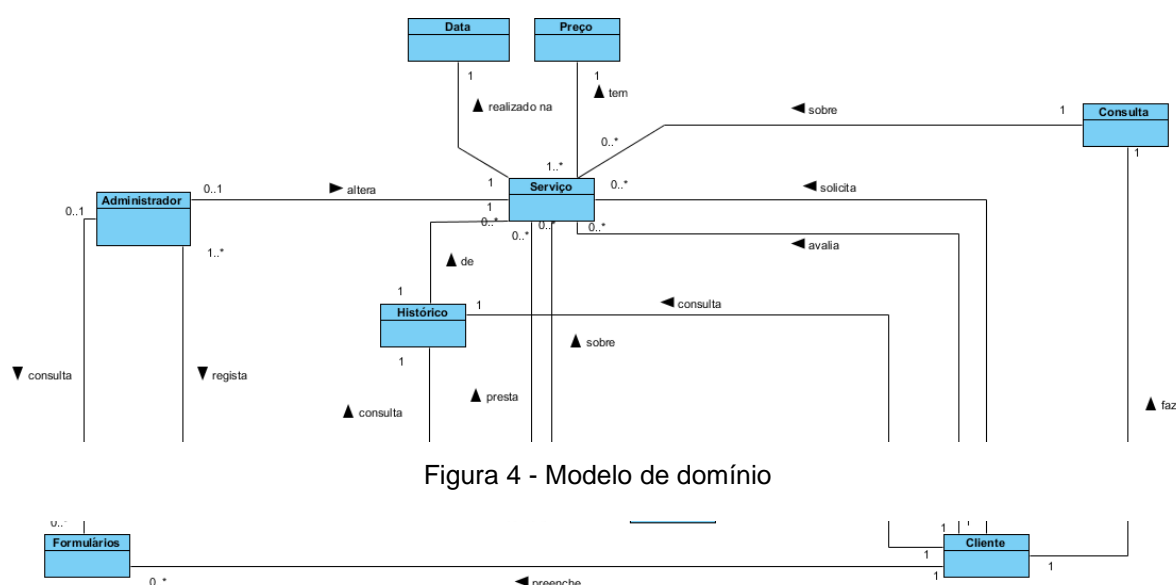 Data
Preço
1
1
realizado na
tem
sobre
1
Consulta
0..*
1
1..*
0..1
altera
1
Serviço
0..*
solicita
Administrador
0..1
1
0..*
0..*
0..*
0..*
1..*
avalia
de
1
1
consulta
Histórico
sobre
1
consulta
regista
presta
consulta
faz
Figura 4 - Modelo de domínio
0..*
1
1
Formulários
Cliente
1
1
0..*
preenche
1